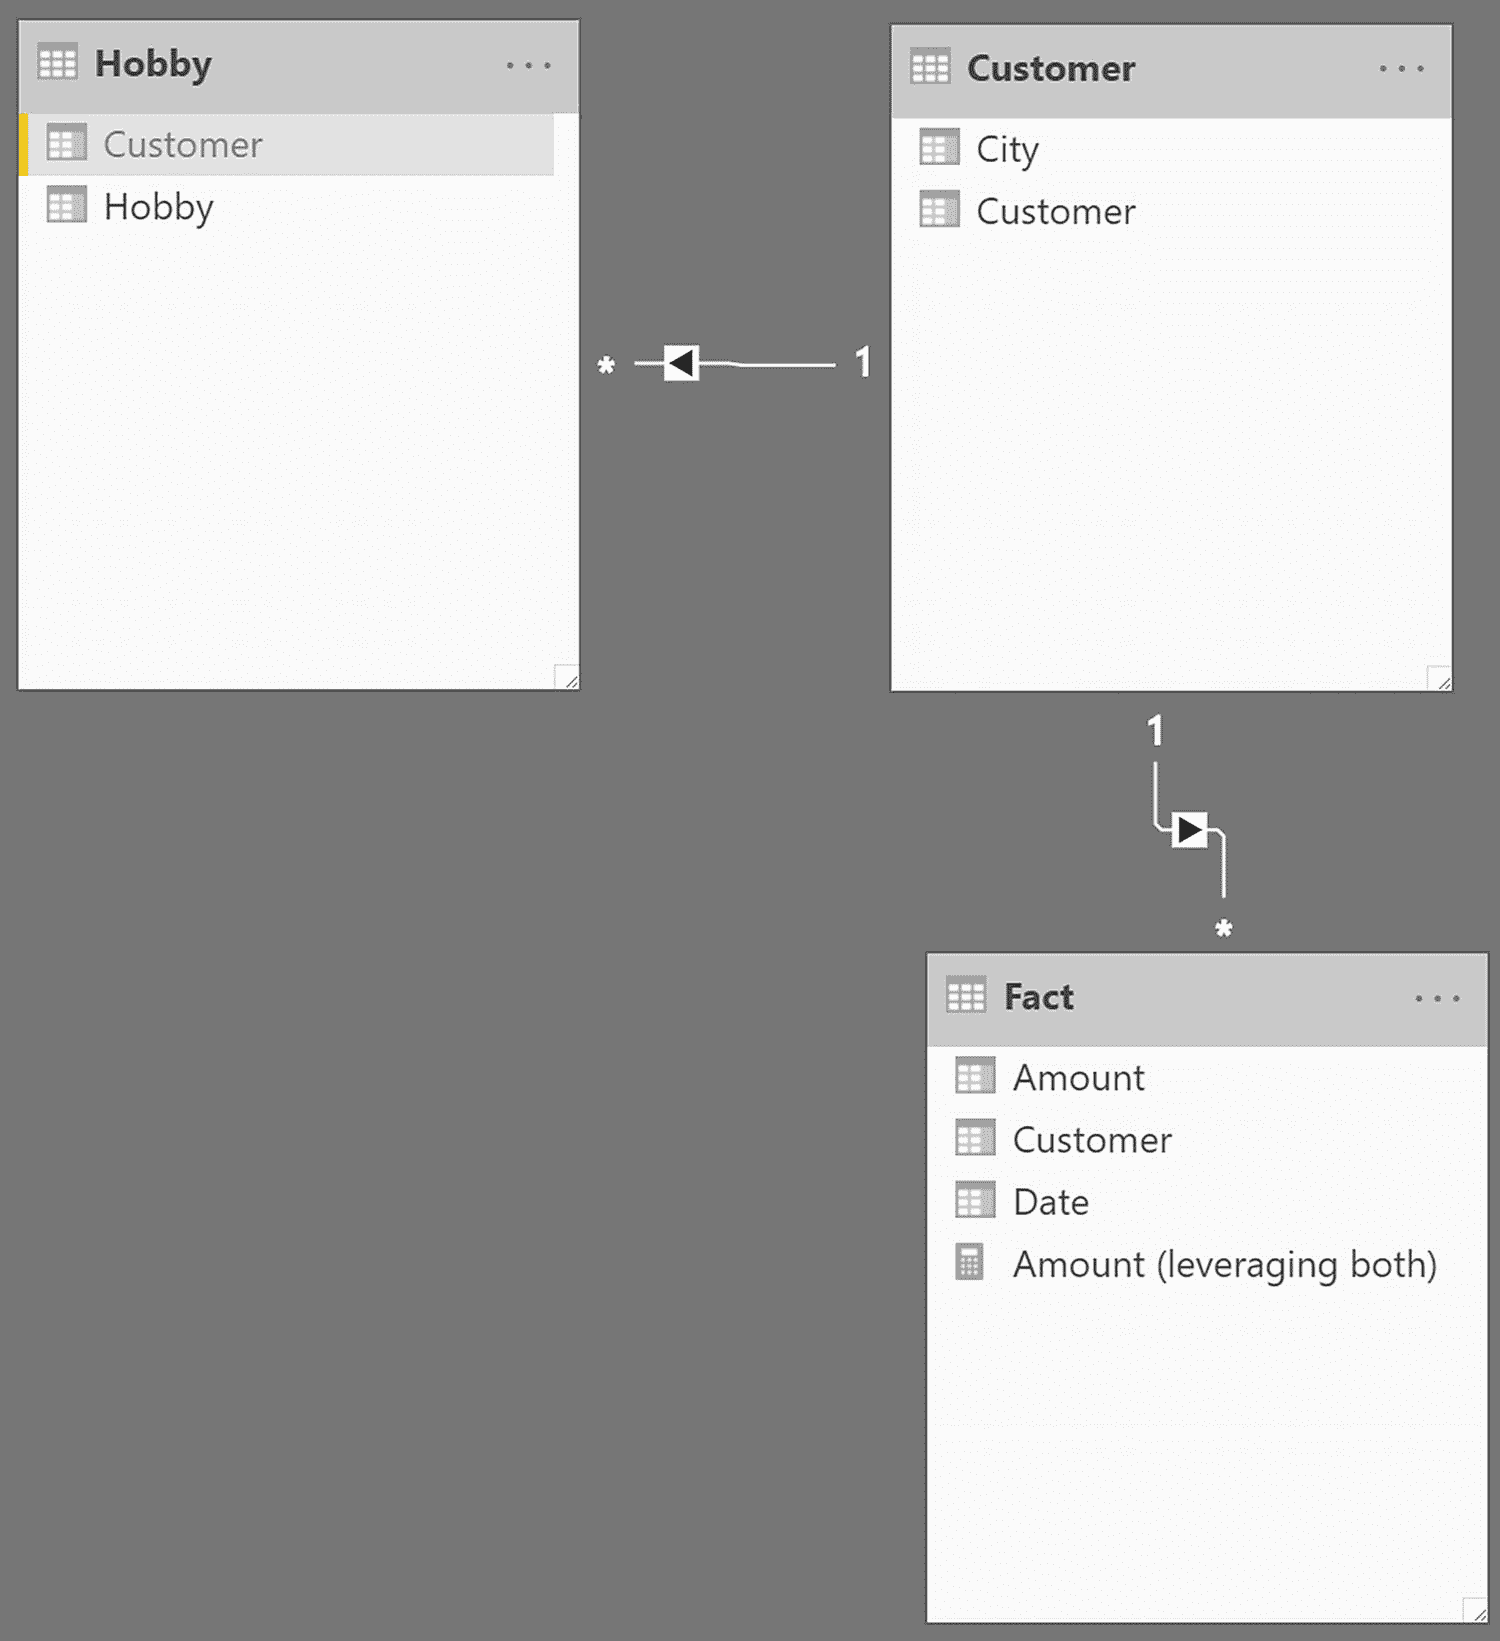 Hobby
Customer
Hobby
Customer
City
Customer
* 1
1
*
Fact
Amount
Customer
Date
Amount (leveraging both)